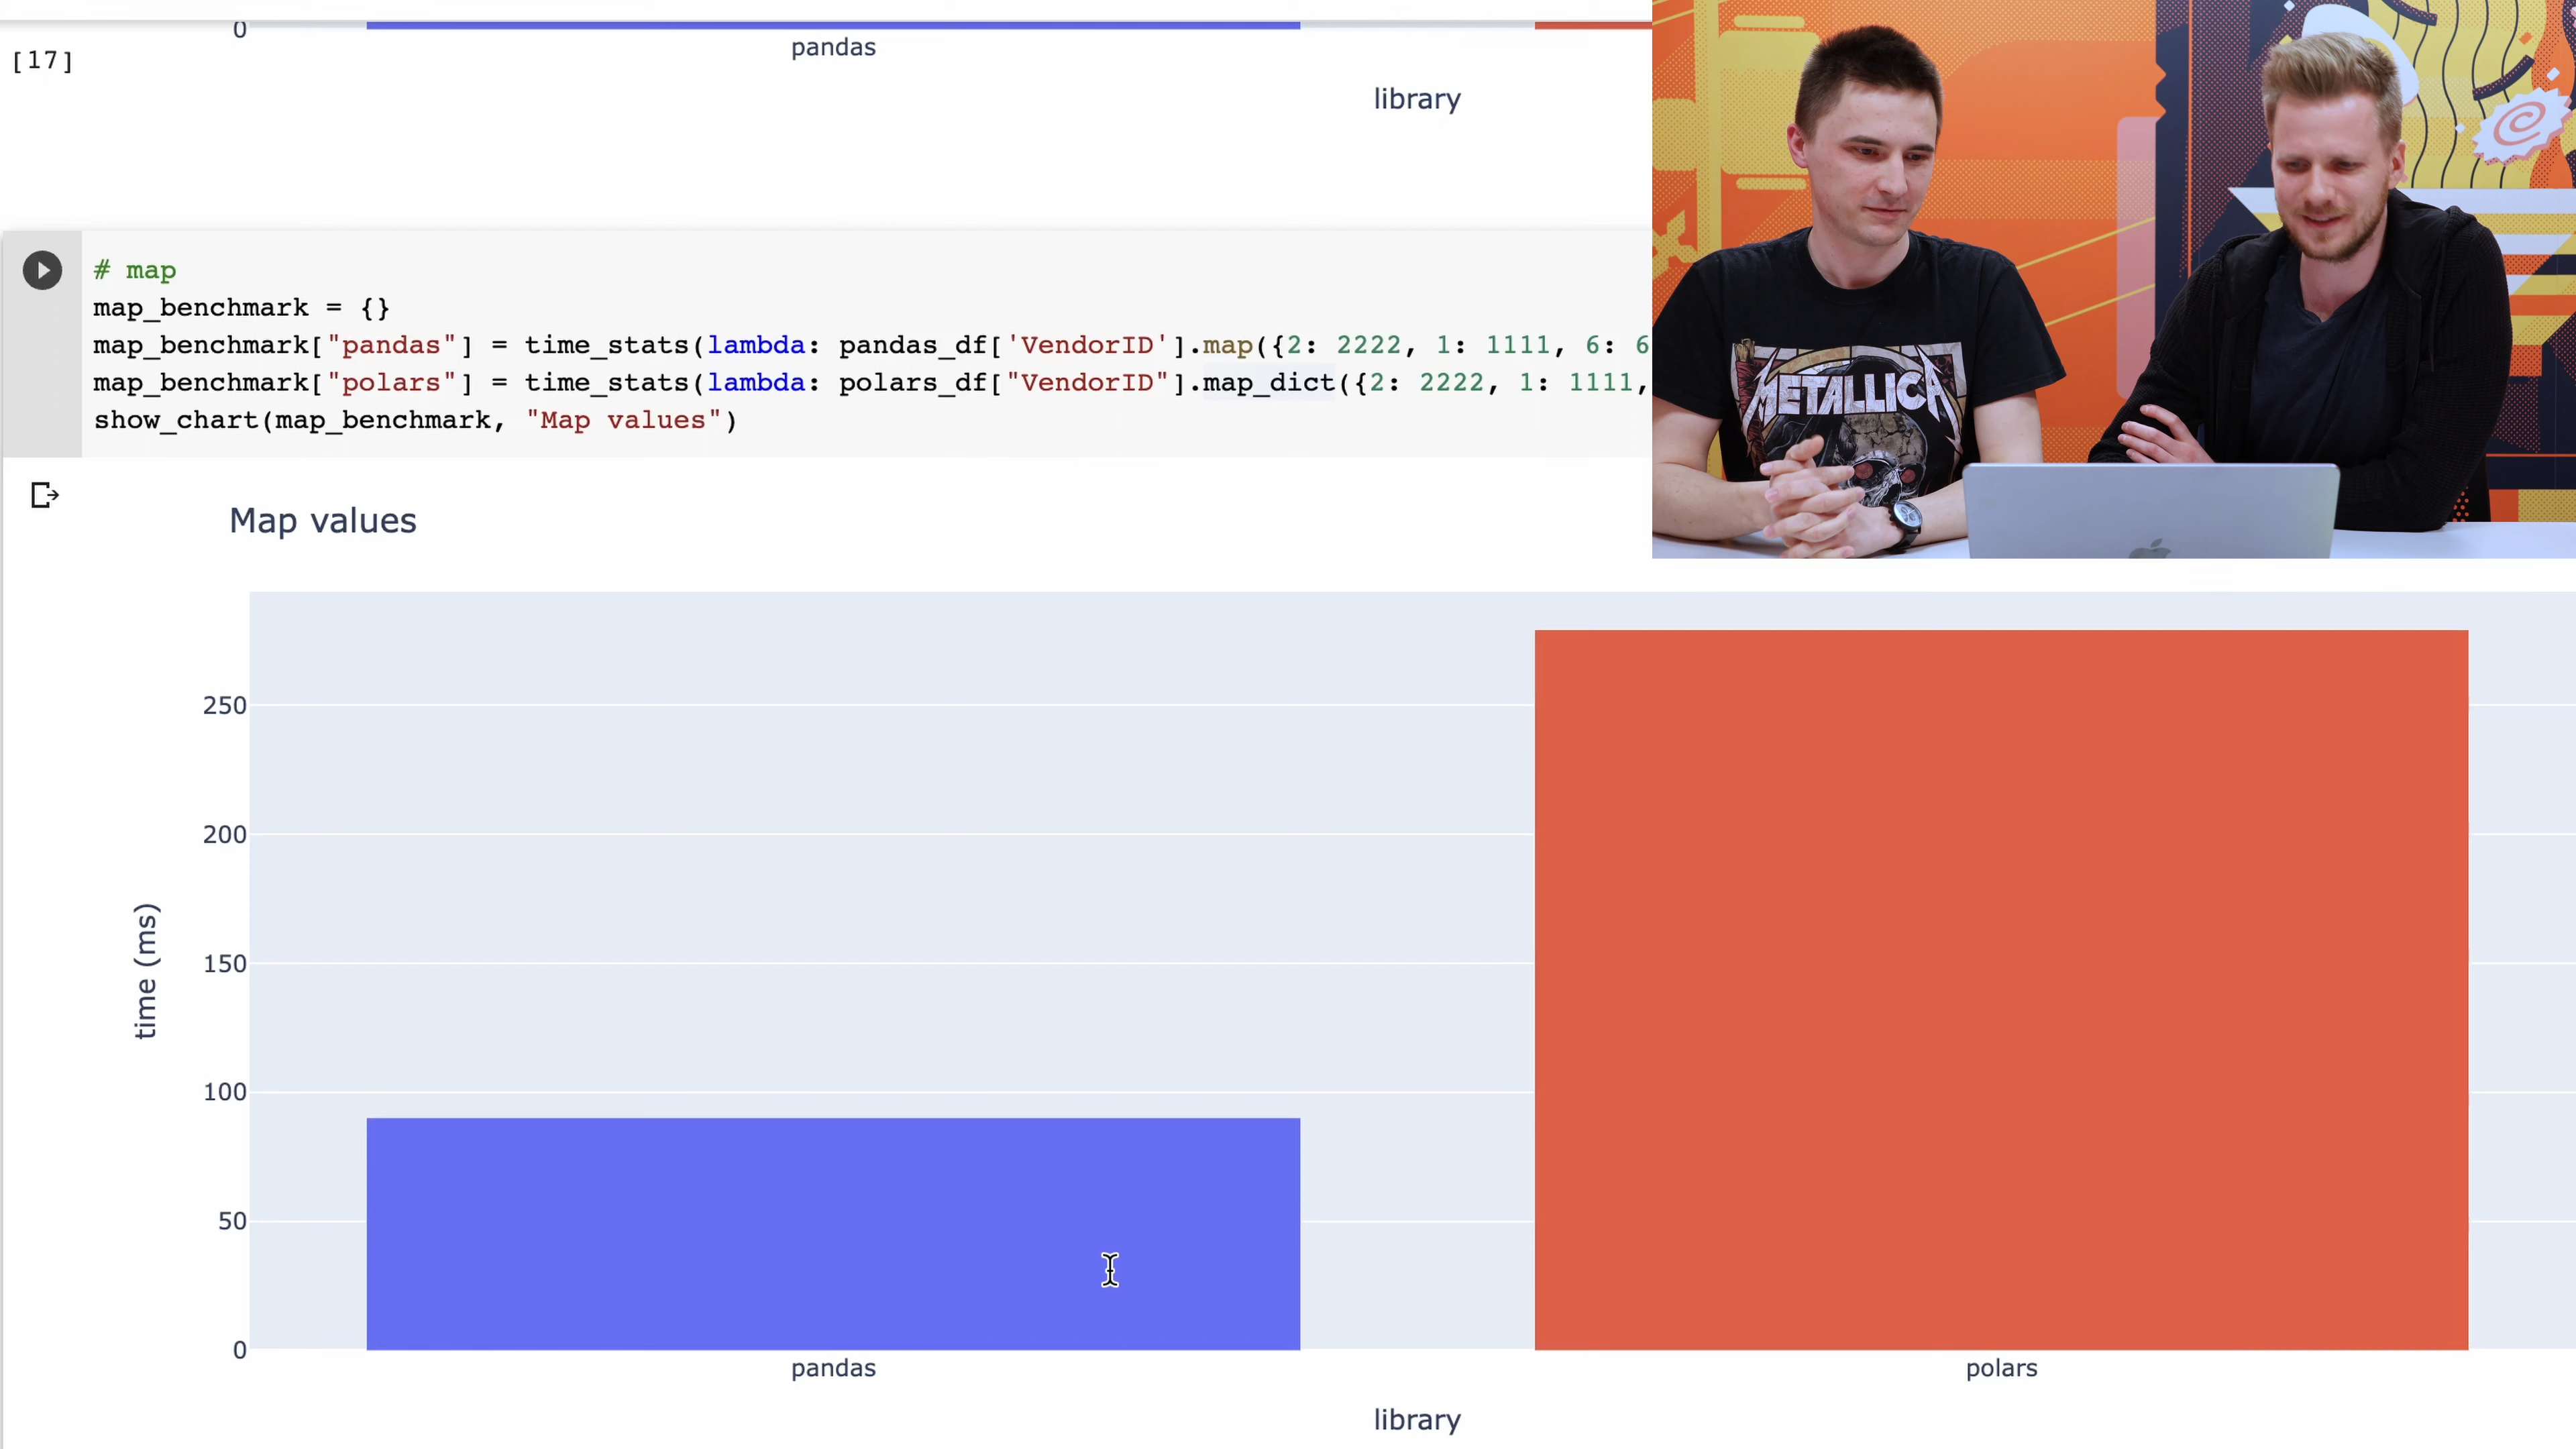 0
pandas
[17]
library
# map
map_benchmark = {}
map_benchmark["pandas"] = time_stats(lambda: pandas_df['VendorID'].map({2: 2222, 1: 1111, 6: 6
map_benchmark["polars"] = time_stats(lambda: polars_df["VendorID"].map_dict({2: 2222, 1: 1111,
show_chart(map_benchmark, "Map values")
METALLICA
Map values
250
200
150
100
50
0
time (ms)
pandas
polars
library